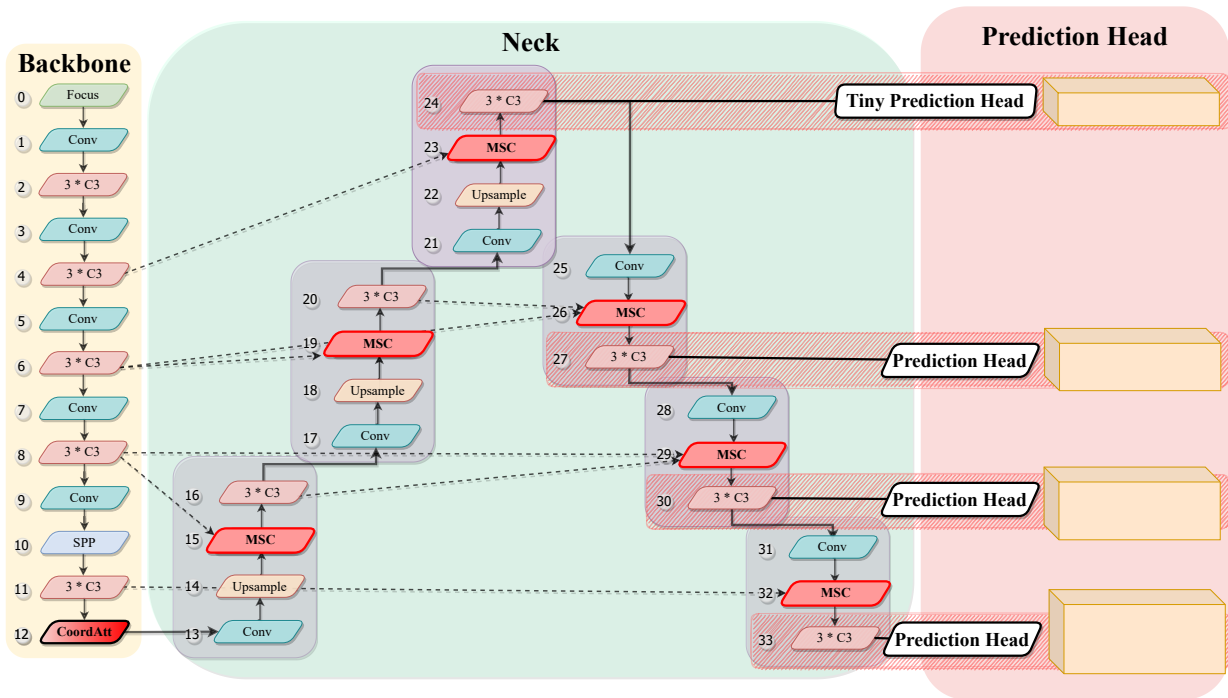 Backbone
Neck
Prediction Head
0 Focus
1 Conv
2 3 * C3
3 Conv
4 3 * C3
5 Conv
6 3 * C3
7 Conv
8 3 * C3
9 Conv
10 SPP
11 3 * C3
12 CoordAtt
13 Conv
14 Upsample
15 MSC
16 3 * C3
17 Conv
18 Upsample
19 MSC
20 3 * C3
21 Conv
22 Upsample
23 MSC
24 3 * C3
Tiny Prediction Head
25 Conv
26 MSC
27 3 * C3
Prediction Head
28 Conv
29 MSC
30 3 * C3
Prediction Head
31 Conv
32 MSC
33 3 * C3
Prediction Head